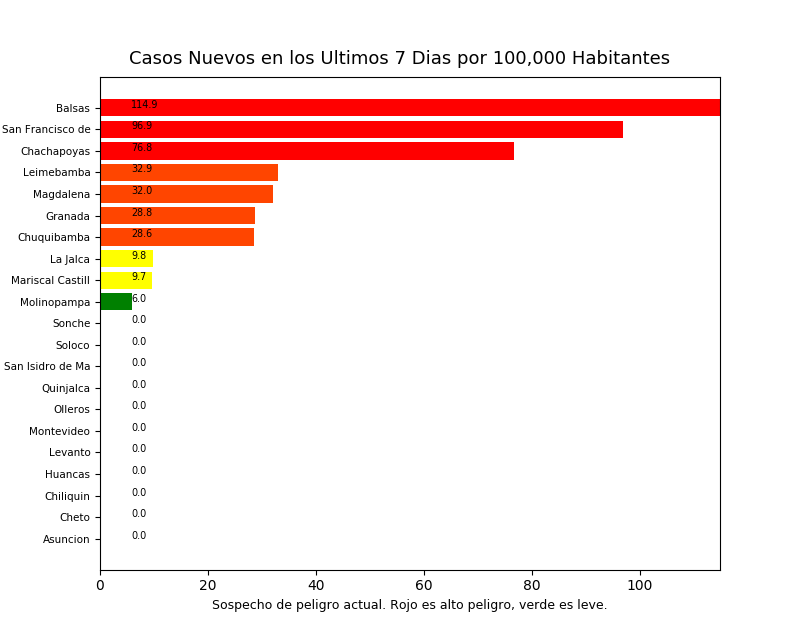 Casos Nuevos en los Ultimos 7 Dias por 100,000 Habitantes
Balsas 114.9
San Francisco de 96.9
Chachapoyas 76.8
Leimebamba 32.9
Magdalena 32.0
Granada 28.8
Chuquibamba 28.6
La Jalca 9.8
Mariscal Castill 9.7
Molinopampa 6.0
Sonche 0.0
Soloco 0.0
San Isidro de Ma 0.0
Quinjalca 0.0
Olleros 0.0
Montevideo 0.0
Levanto 0.0
Huancas 0.0
Chiliquin 0.0
Cheto 0.0
Asuncion 0.0
0 20 40 60 80 100
Sospecho de peligro actual. Rojo es alto peligro, verde es leve.